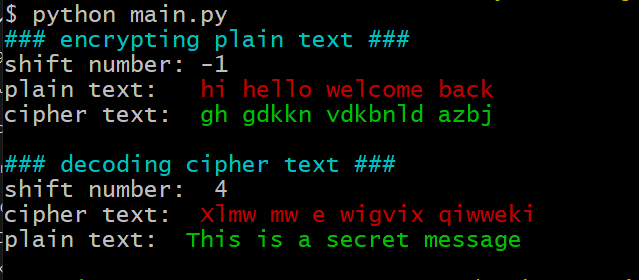 $ python main.py
### encrypting plain text ###
shift number: -1
plain text: hi hello welcome back
cipher text: gh gdkkn vdkbnld azbj
### decoding cipher text ###
shift number: 4
cipher text: Xlmw mw e wigvix qiwweki
plain text: This is a secret message